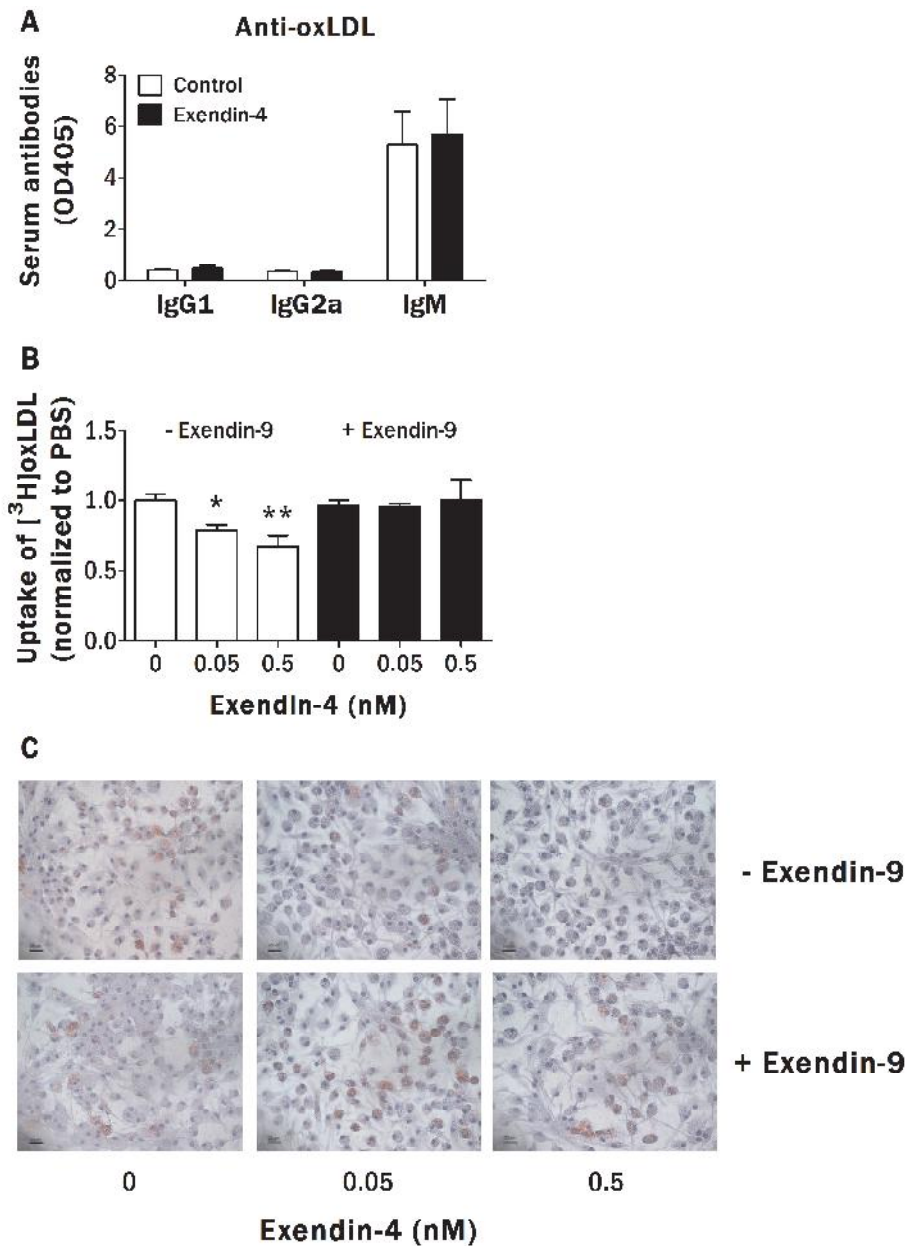 A
Anti-oxLDL
Serum antibodies
(OD405)
8
6
4
2
0
Control
Exendin-4
IgG1 IgG2a IgM
B
Uptake of [³H]oxLDL
(normalized to PBS)
1.5
1.0
0.5
0.0
- Exendin-9 + Exendin-9
* **
0 0.05 0.5 0 0.05 0.5
Exendin-4 (nM)
C
- Exendin-9
+ Exendin-9
0 0.05 0.5
Exendin-4 (nM)